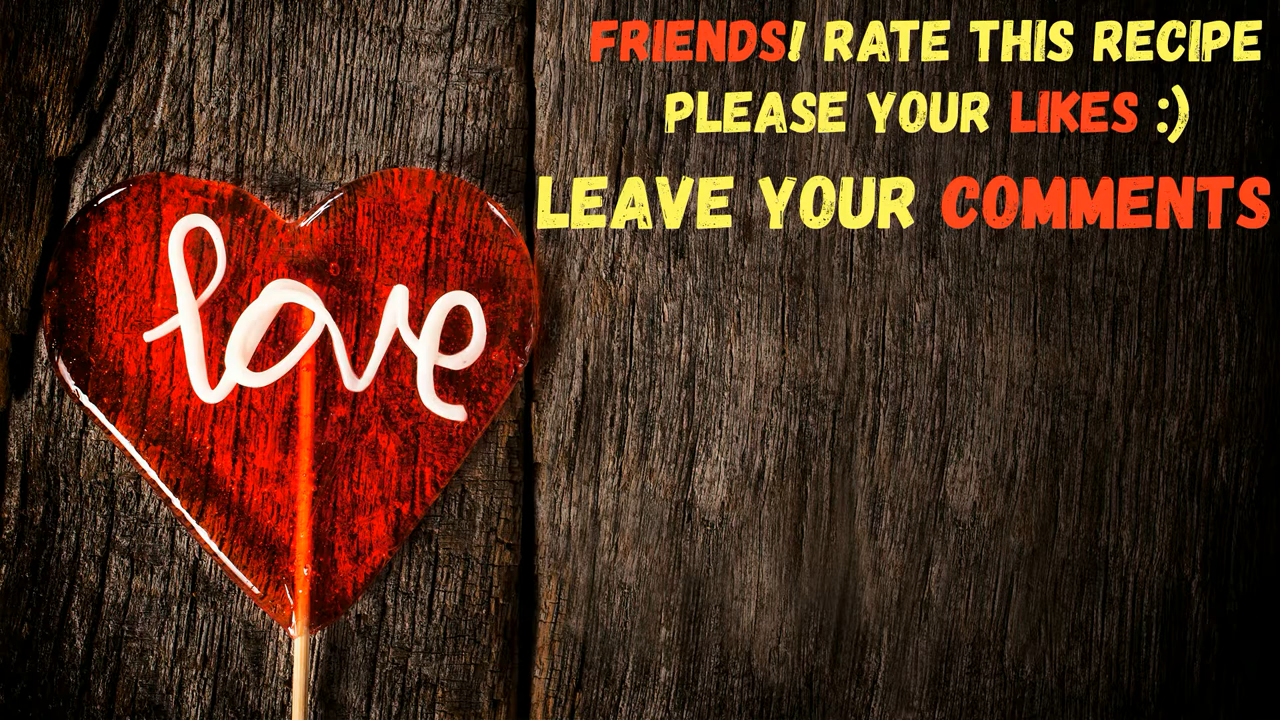 FRIENDS! RATE THIS RECIPE
PLEASE YOUR LIKES :)
LEAVE YOUR COMMENTS
love